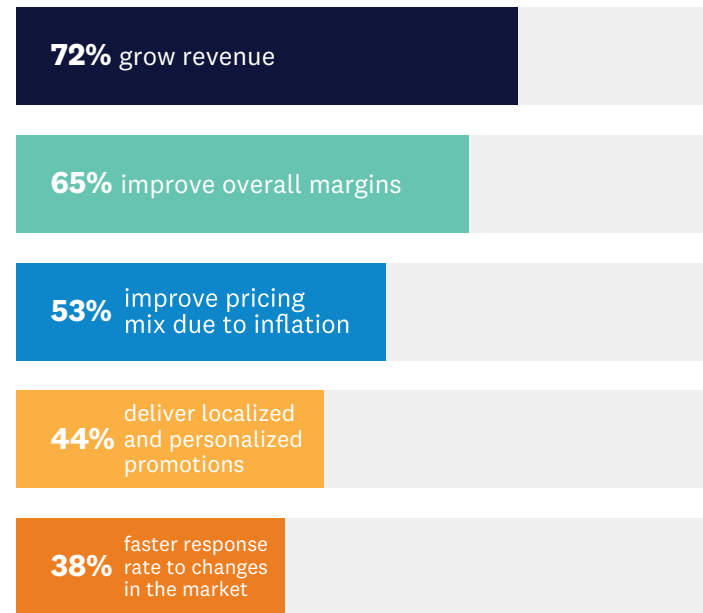 72% grow revenue
65% improve overall margins
53% improve pricing
mix due to inflation
44% deliver localized
and personalized
promotions
38% faster response
rate to changes
in the market